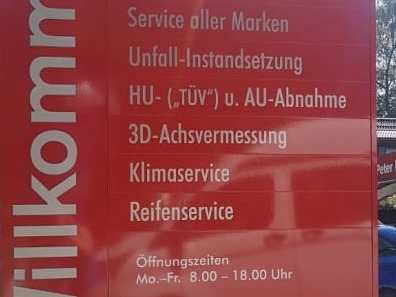 Willkomm
Service aller Marken
Unfall-Instandsetzung
HU- („TÜV") u. AU-Abnahme
3D-Achsvermessung
Klimaservice
Reifenservice
Öffnungszeiten
Mo.–Fr. 8.00 – 18.00 Uhr
Peter